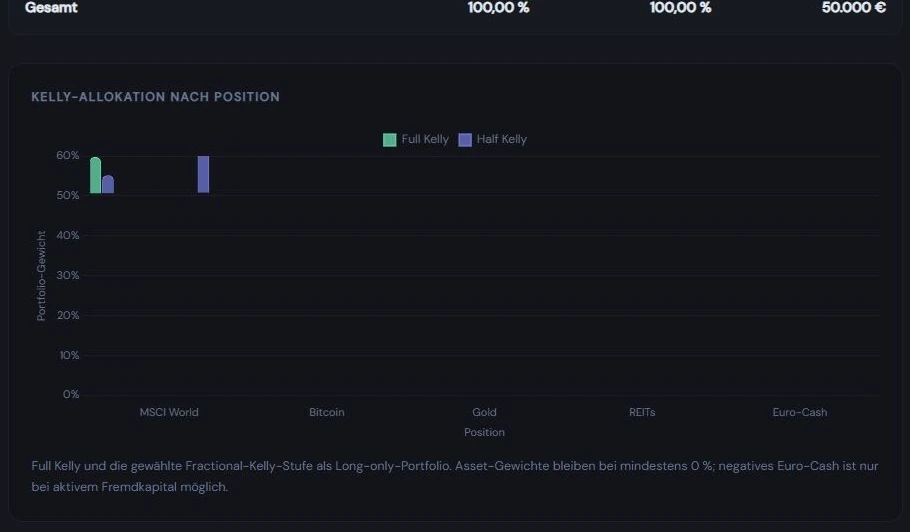 Gesamt 100,00 % 100,00 % 50.000 €
KELLY-ALLOKATION NACH POSITION
Full Kelly Half Kelly
60%
50%
40%
30%
20%
10%
0%
Portfolio-Gewicht
MSCI World Bitcoin Gold REITs Euro-Cash
Position
Full Kelly und die gewählte Fractional-Kelly-Stufe als Long-only-Portfolio. Asset-Gewichte bleiben bei mindestens 0 %; negatives Euro-Cash ist nur
bei aktivem Fremdkapital möglich.